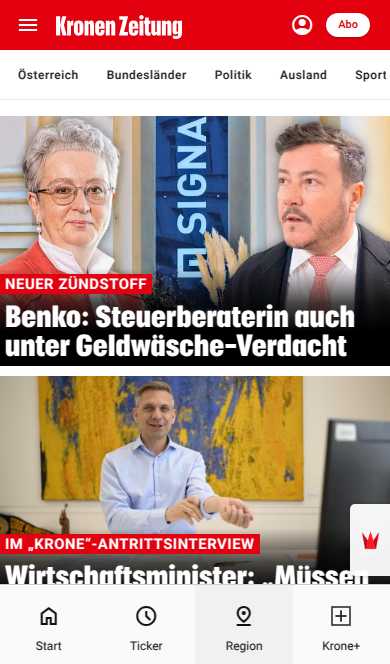 Kronen Zeitung
Abo
Österreich Bundesländer Politik Ausland Sport
SIGNA
NEUER ZÜNDSTOFF
Benko: Steuerberaterin auch
unter Geldwäsche-Verdacht
IM „KRONE“-ANTRITTSINTERVIEW
Wirtschaftsminister: „Müssen
Start Ticker Region Krone+